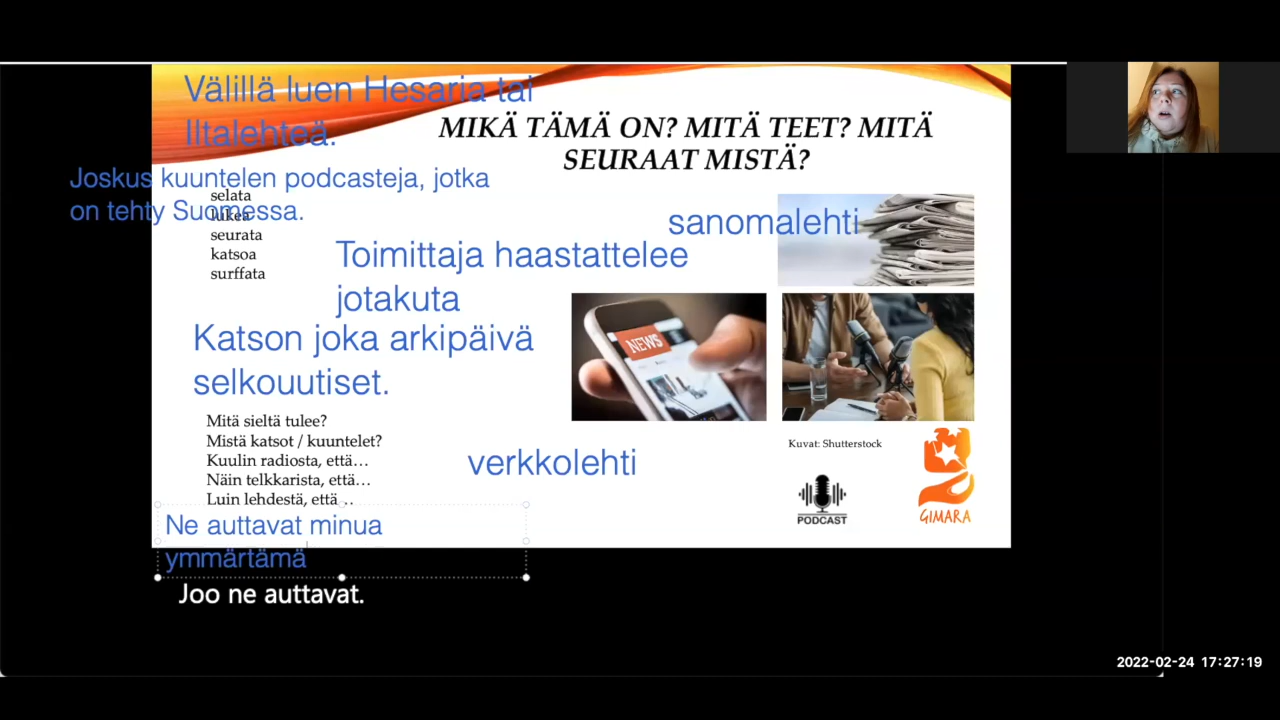 Välillä luen Hesaria tai
Iltalehteä.
MIKÄ TÄMÄ ON? MITÄ TEET? MITÄ
SEURAAT MISTÄ?
Joskus kuuntelen podcasteja, jotka
on tehty Suomessa.
selata
lukea
seurata
katsoa
surffata
sanomalehti
Toimittaja haastattelee
jotakuta
Katson joka arkipäivä
selkouutiset.
NEWS
Mitä sieltä tulee?
Mistä katsot / kuuntelet?
Kuulin radiosta, että…
Näin telkkarista, että…
Luin lehdestä, että ..
verkkolehti
Kuvat: Shutterstock
PODCAST
GIMARA
Ne auttavat minua
ymmärtämä
Joo ne auttavat.
2022-02-24 17:27:19